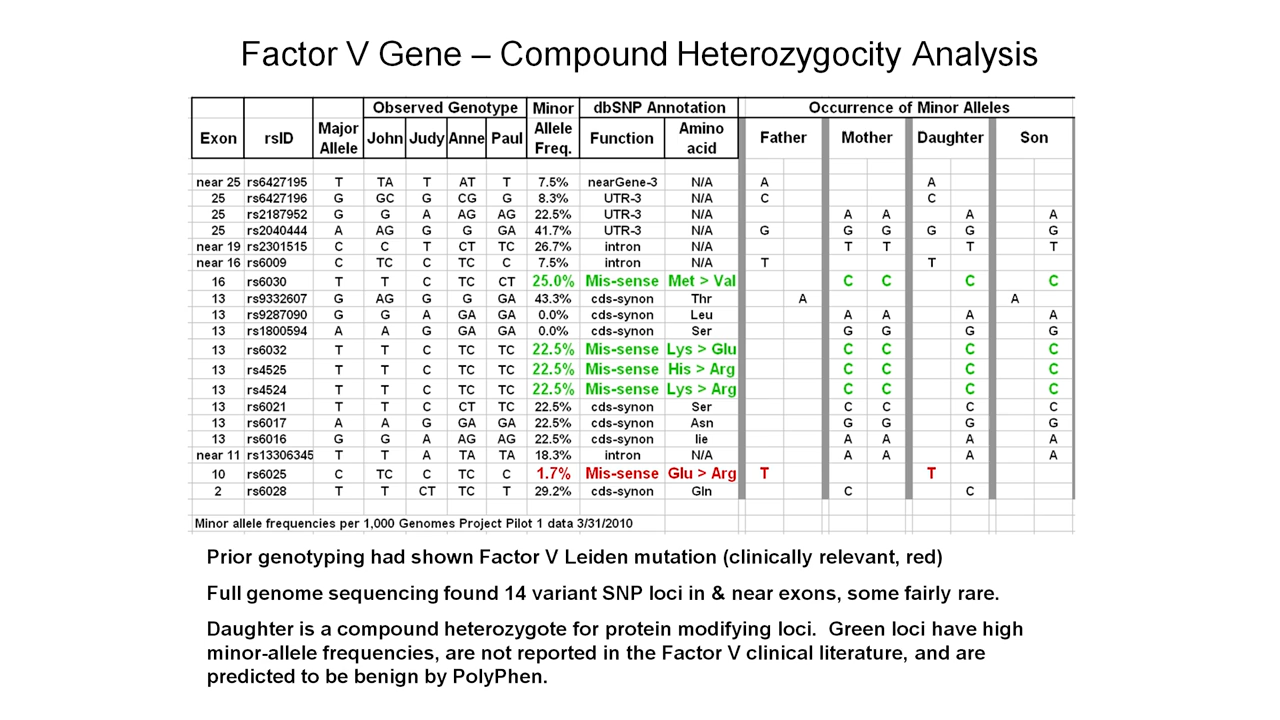 Factor V Gene – Compound Heterozygocity Analysis
Observed Genotype Minor dbSNP Annotation Occurrence of Minor Alleles
Exon rsID Major Allele John Judy Anne Paul Allele Freq. Function Amino acid Father Mother Daughter Son
near 25 rs6427195 T TA T AT T 7.5% nearGene-3 N/A A A
25 rs6427196 G GC G CG G 8.3% UTR-3 N/A C C
25 rs2187952 G G A AG AG 22.5% UTR-3 N/A A A A A
25 rs2040444 A AG G G GA 41.7% UTR-3 N/A G G G G G G
near 19 rs2301515 C C T CT TC 26.7% intron N/A T T T T
near 16 rs6009 C TC C TC C 7.5% intron N/A T T
16 rs6030 T T C TC CT 25.0% Mis-sense Met > Val C C C C
13 rs9332607 G AG G G GA 43.3% cds-synon Thr A A
13 rs9287090 G G A GA GA 0.0% cds-synon Leu A A A A
13 rs1800594 A A G GA GA 0.0% cds-synon Ser G G G G
13 rs6032 T T C TC TC 22.5% Mis-sense Lys > Glu C C C C
13 rs4525 T T C TC TC 22.5% Mis-sense His > Arg C C C C
13 rs4524 T T C TC TC 22.5% Mis-sense Lys > Arg C C C C
13 rs6021 T T C CT TC 22.5% cds-synon Ser C C C C
13 rs6017 A A G GA GA 22.5% cds-synon Asn G G G G
13 rs6016 G G A AG AG 22.5% cds-synon Iie A A A A
near 11 rs13306345 T T A TA TA 18.3% intron N/A A A A A
10 rs6025 C TC C TC C 1.7% Mis-sense Glu > Arg T T
2 rs6028 T T CT TC T 29.2% cds-synon Gln C C
Minor allele frequencies per 1,000 Genomes Project Pilot 1 data 3/31/2010
Prior genotyping had shown Factor V Leiden mutation (clinically relevant, red)
Full genome sequencing found 14 variant SNP loci in & near exons, some fairly rare.
Daughter is a compound heterozygote for protein modifying loci. Green loci have high
minor-allele frequencies, are not reported in the Factor V clinical literature, and are
predicted to be benign by PolyPhen.